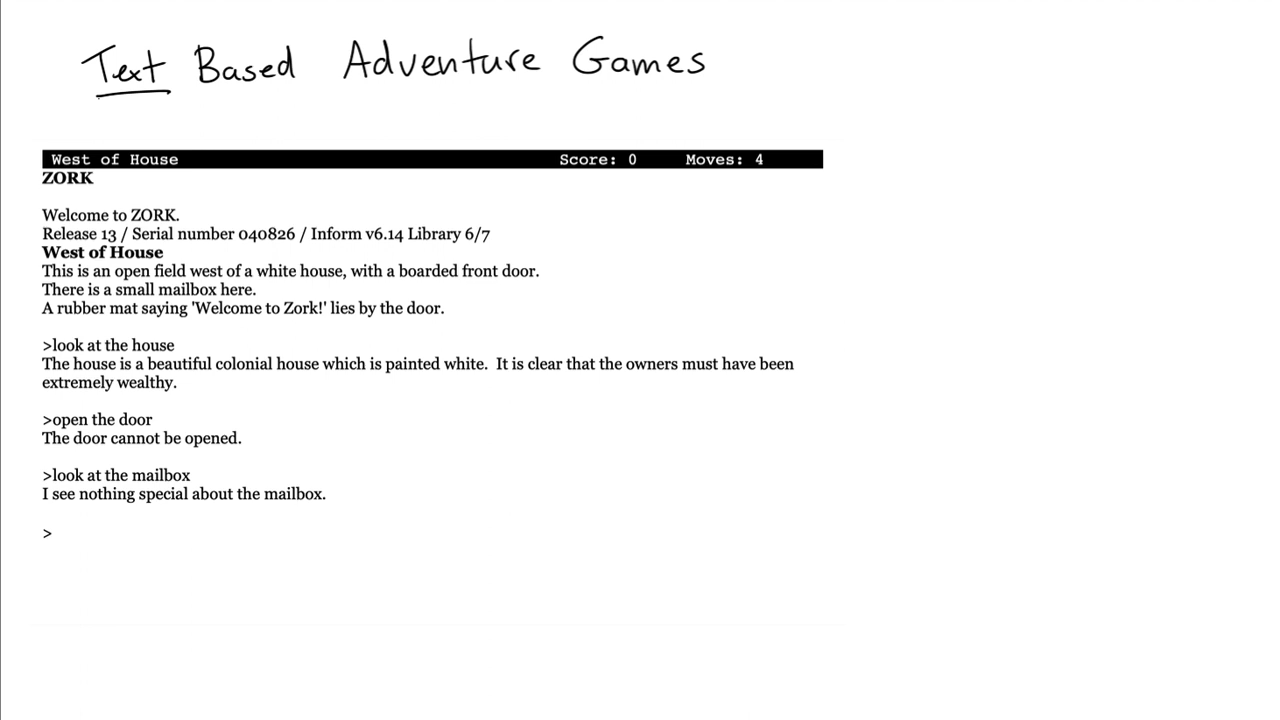 Text Based Adventure Games
West of House Score: 0 Moves: 4
ZORK
Welcome to ZORK.
Release 13 / Serial number 040826 / Inform v6.14 Library 6/7
West of House
This is an open field west of a white house, with a boarded front door.
There is a small mailbox here.
A rubber mat saying 'Welcome to Zork!' lies by the door.
>look at the house
The house is a beautiful colonial house which is painted white. It is clear that the owners must have been
extremely wealthy.
>open the door
The door cannot be opened.
>look at the mailbox
I see nothing special about the mailbox.
>